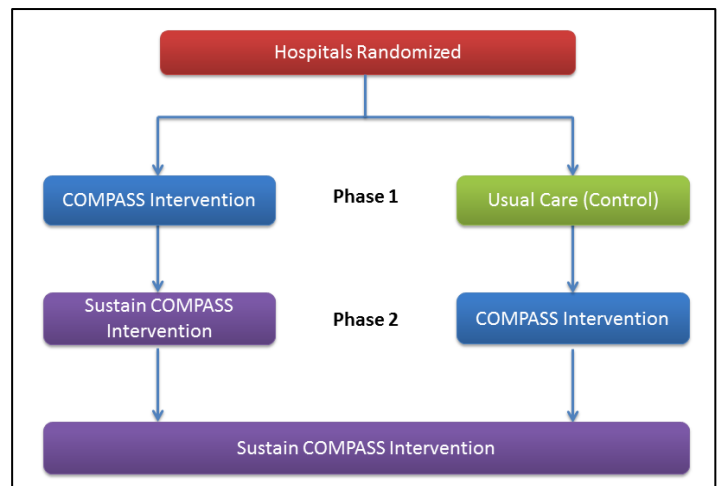 Hospitals Randomized
COMPASS Intervention
Phase 1
Usual Care (Control)
Sustain COMPASS
Intervention
Phase 2
COMPASS Intervention
Sustain COMPASS Intervention